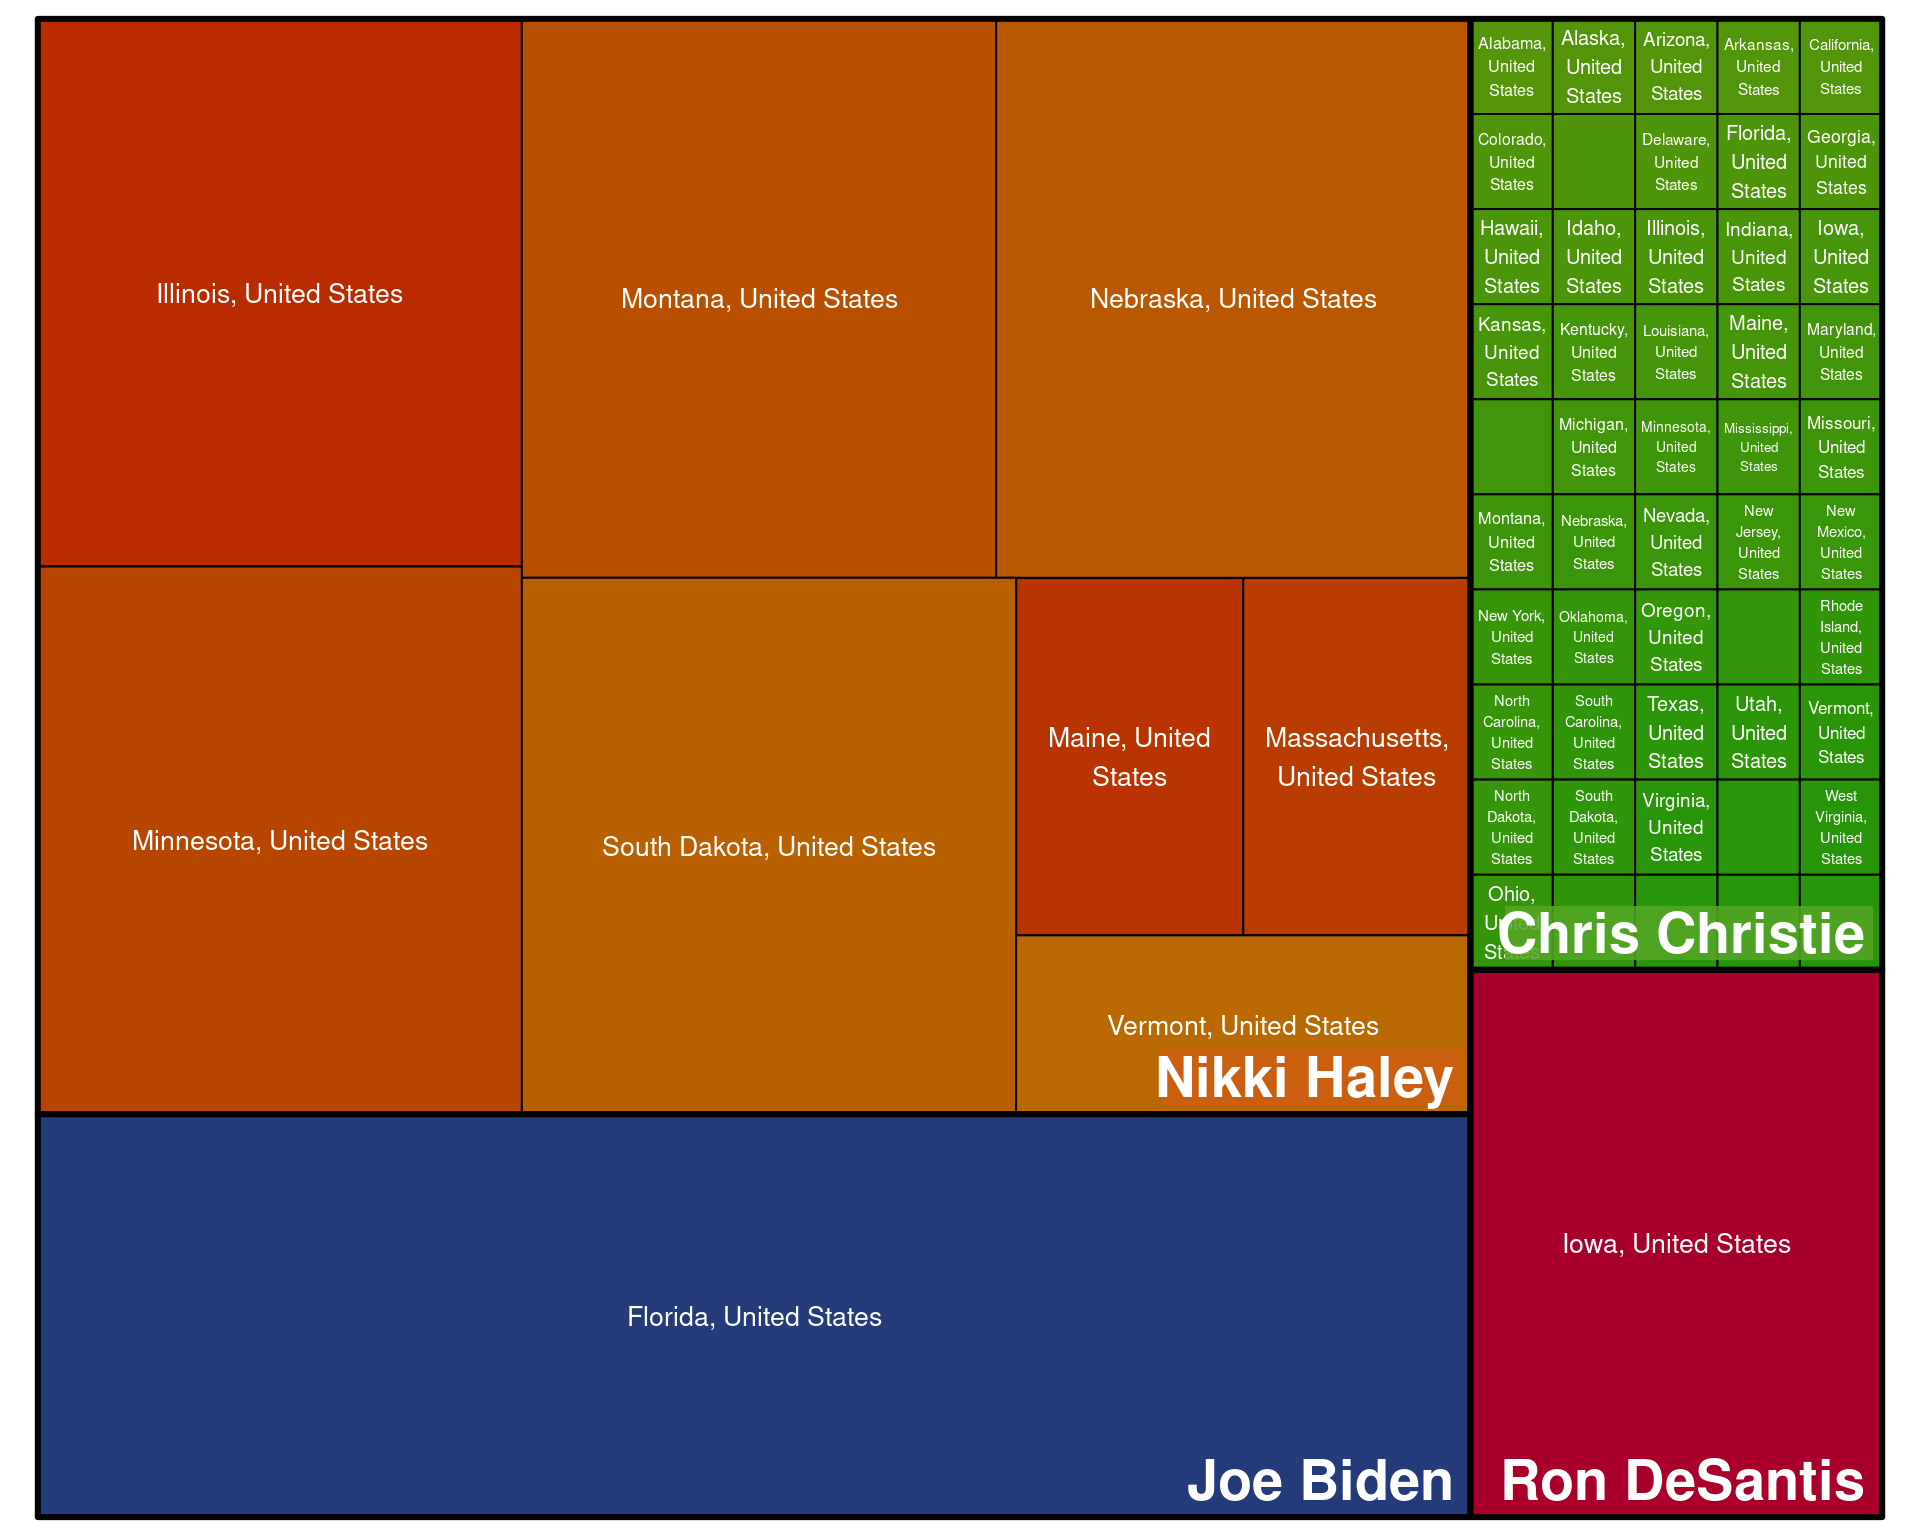 Illinois, United States
Montana, United States
Nebraska, United States
Minnesota, United States
South Dakota, United States
Maine, United
States
Massachusetts,
United States
Vermont, United States
Nikki Haley
Florida, United States
Joe Biden
Alabama,
United
States
Alaska,
United
States
Arizona,
United
States
Arkansas,
United
States
California,
United
States
Colorado,
United
States
Delaware,
United
States
Florida,
United
States
Georgia,
United
States
Hawaii,
United
States
Idaho,
United
States
Illinois,
United
States
Indiana,
United
States
Iowa,
United
States
Kansas,
United
States
Kentucky,
United
States
Louisiana,
United
States
Maine,
United
States
Maryland,
United
States
Michigan,
United
States
Minnesota,
United
States
Mississippi,
United
States
Missouri,
United
States
Montana,
United
States
Nebraska,
United
States
Nevada,
United
States
New
Jersey,
United
States
New
Mexico,
United
States
New York,
United
States
Oklahoma,
United
States
Oregon,
United
States
Rhode
Island,
United
States
North
Carolina,
United
States
South
Carolina,
United
States
Texas,
United
States
Utah,
United
States
Vermont,
United
States
North
Dakota,
United
States
South
Dakota,
United
States
Virginia,
United
States
West
Virginia,
United
States
Ohio,
United
States
Chris Christie
Iowa, United States
Ron DeSantis